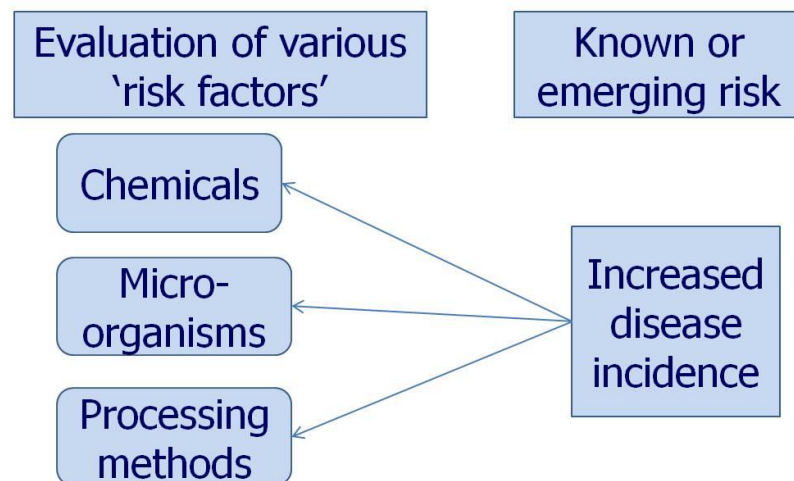 Evaluation of various
‘risk factors’
Known or
emerging risk
Chemicals
Micro-
organisms
Processing
methods
Increased
disease
incidence